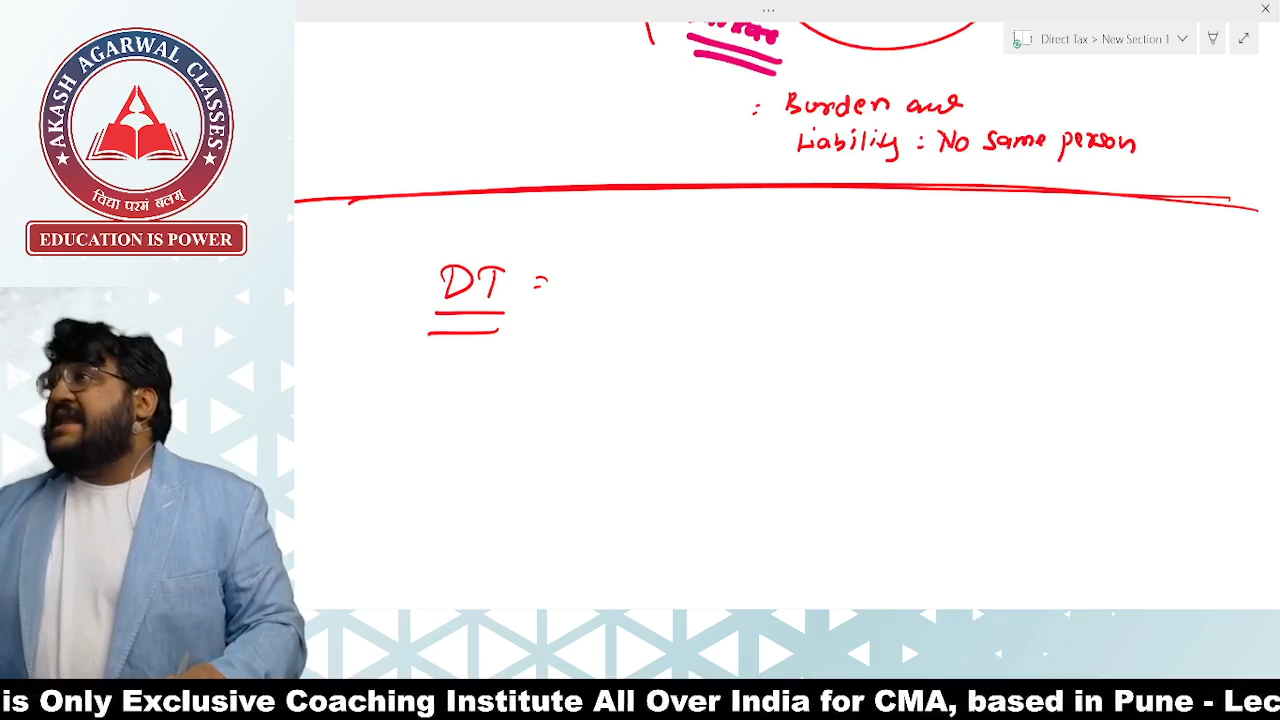 AKASH AGARWAL CLASSES
विद्या परमं बलम्
EDUCATION IS POWER
...
Direct Tax > New Section 1
: Burden and
Liability : No same person
DT =
is Only Exclusive Coaching Institute All Over India for CMA, based in Pune - Lec